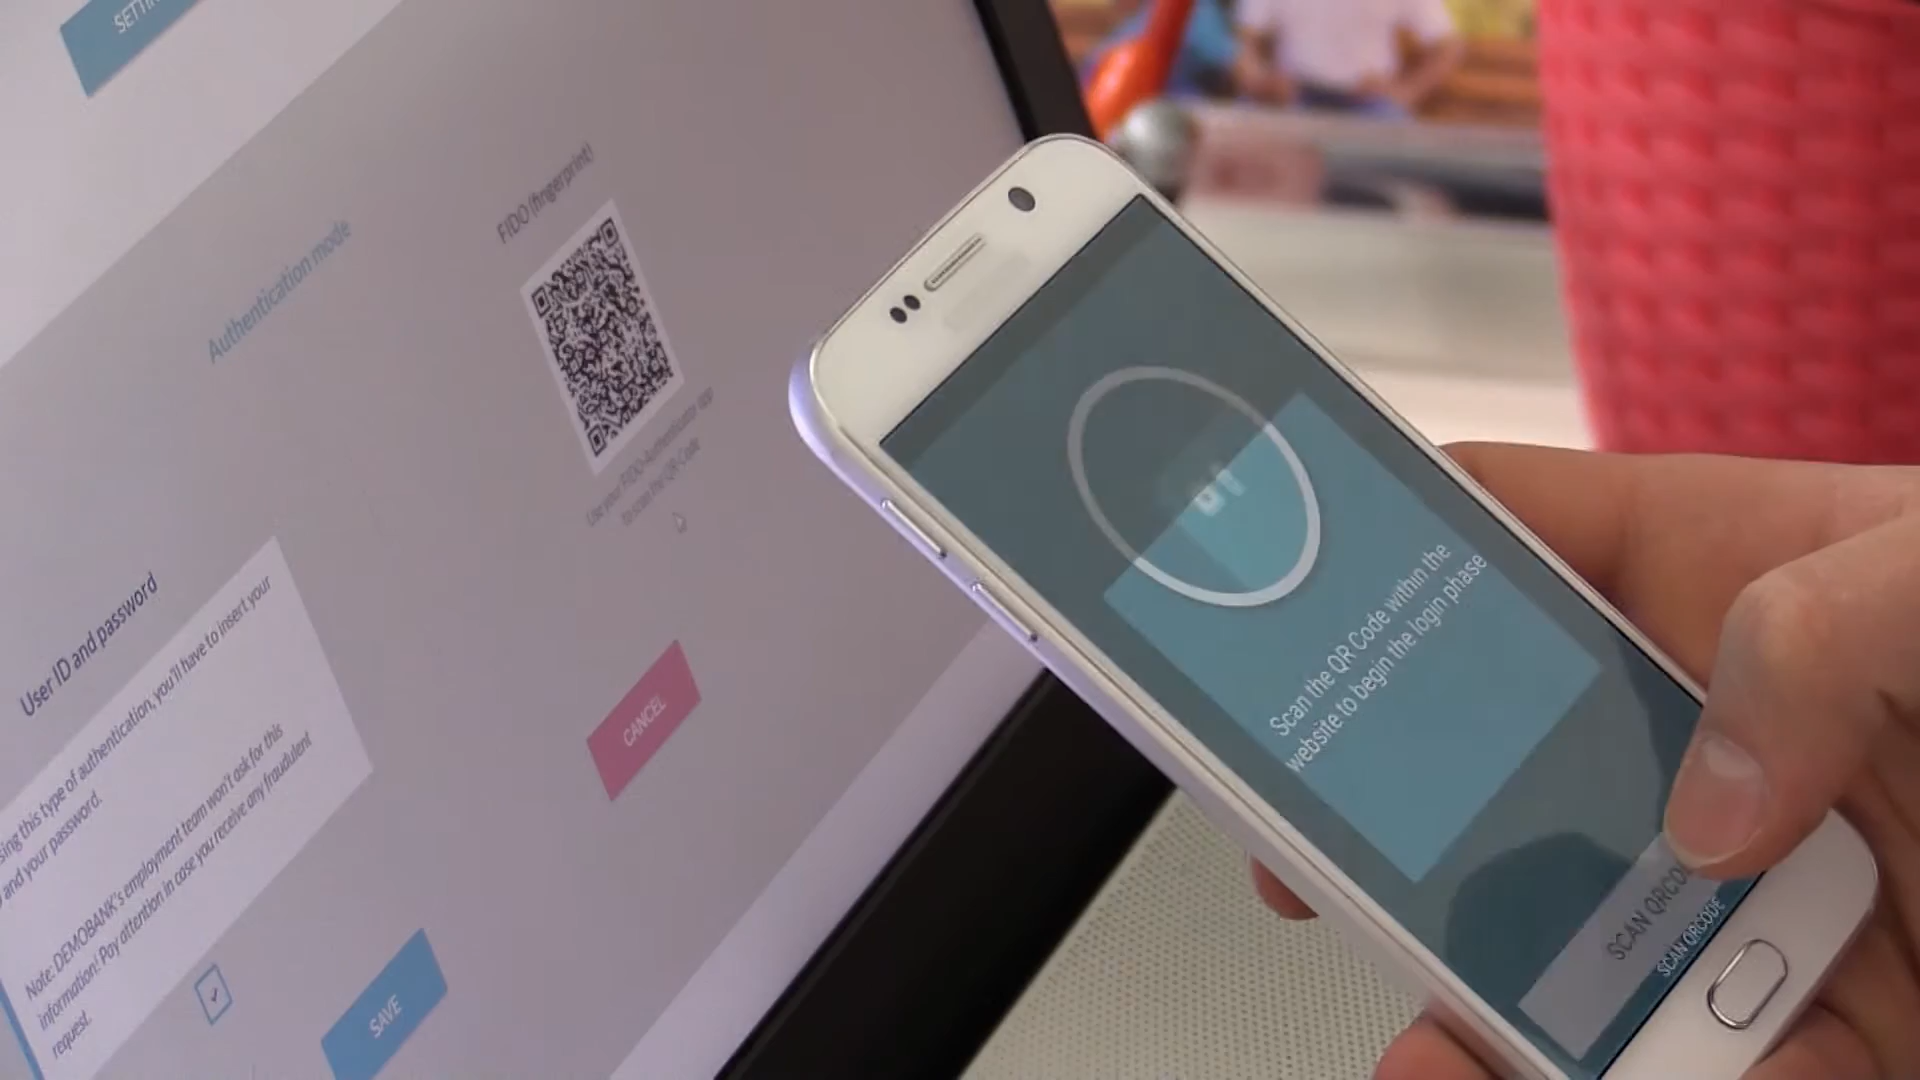 SETTIN
Authentication mode
FIDO (fingerprint)
Use your FIDO Authenticator app
to scan the QR-Code
User ID and password
sing this type of authentication, you'll have to insert your
and your password.
Note: DEMOBANK's employment team won't ask for this
information! Pay attention in case you receive any fraudulent
request.
CANCEL
SAVE
Scan the QR Code within the
website to begin the login phase
SCAN QRCO
SCAN QRCODE